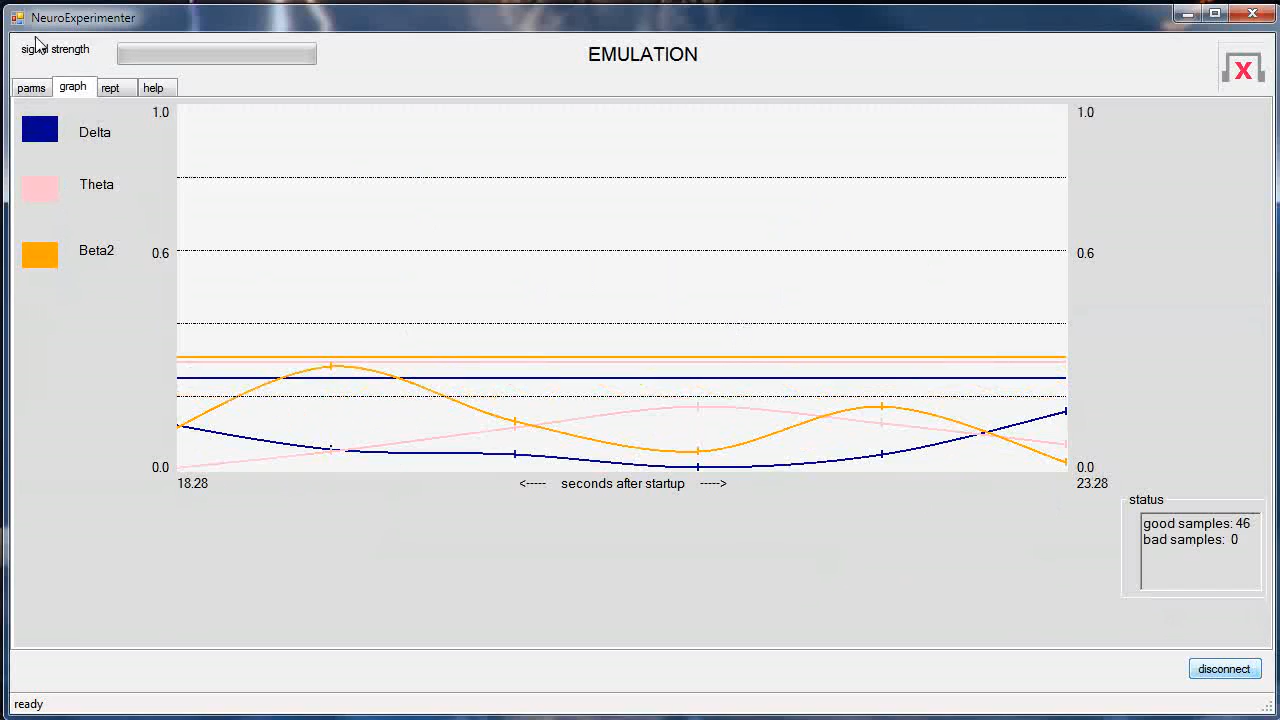 NeuroExperimenter
signal strength
EMULATION
X
parms graph rept help
Delta
Theta
Beta2
1.0 1.0
0.6 0.6
0.0 0.0
18.28 <----- seconds after startup -----> 23.28
status
good samples: 46
bad samples: 0
disconnect
ready